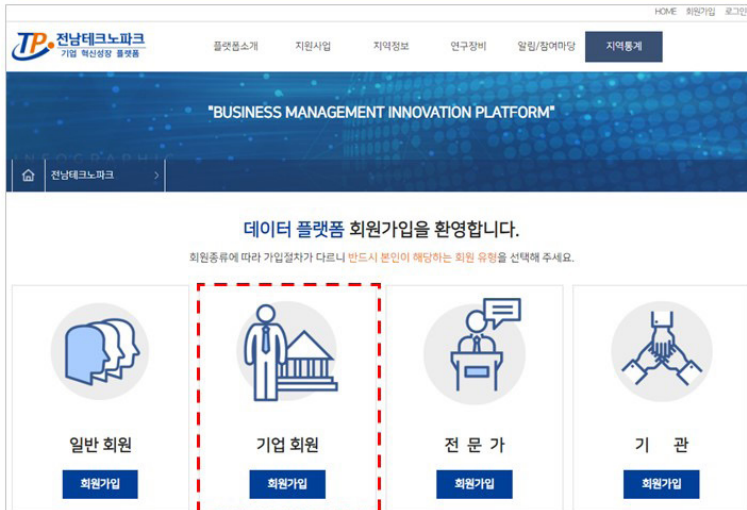 HOME 회원가입 로그인
TP 전남테크노파크
기업 혁신성장 플랫폼
플랫폼소개 지원사업 지역정보 연구장비 알림/참여마당 지역통계
"BUSINESS MANAGEMENT INNOVATION PLATFORM"
INFOGRAPHIC
전남테크노파크
데이터 플랫폼 회원가입을 환영합니다.
회원종류에 따라 가입절차가 다르니 반드시 본인이 해당하는 회원 유형을 선택해 주세요.
일반 회원 기업 회원 전 문 가 기 관
회원가입 회원가입 회원가입 회원가입